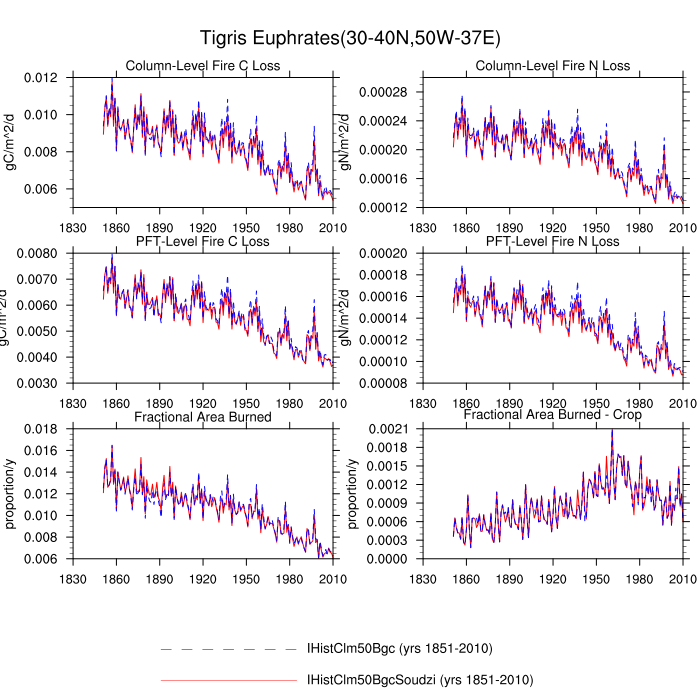 Tigris Euphrates(30-40N,50W-37E)
Column-Level Fire C Loss
Column-Level Fire N Loss
gC/m^2/d
0.012
0.010
0.008
0.006
1830 1860 1890 1920 1950 1980 2010
gN/m^2/d
0.00028
0.00024
0.00020
0.00016
0.00012
1830 1860 1890 1920 1950 1980 2010
PFT-Level Fire C Loss
PFT-Level Fire N Loss
gC/m^2/d
0.0080
0.0070
0.0060
0.0050
0.0040
0.0030
1830 1860 1890 1920 1950 1980 2010
gN/m^2/d
0.00020
0.00018
0.00016
0.00014
0.00012
0.00010
0.00008
1830 1860 1890 1920 1950 1980 2010
Fractional Area Burned
Fractional Area Burned - Crop
proportion/y
0.018
0.016
0.014
0.012
0.010
0.008
0.006
1830 1860 1890 1920 1950 1980 2010
proportion/y
0.0021
0.0018
0.0015
0.0012
0.0009
0.0006
0.0003
0.0000
1830 1860 1890 1920 1950 1980 2010
IHistClm50Bgc (yrs 1851-2010)
IHistClm50BgcSoudzi (yrs 1851-2010)